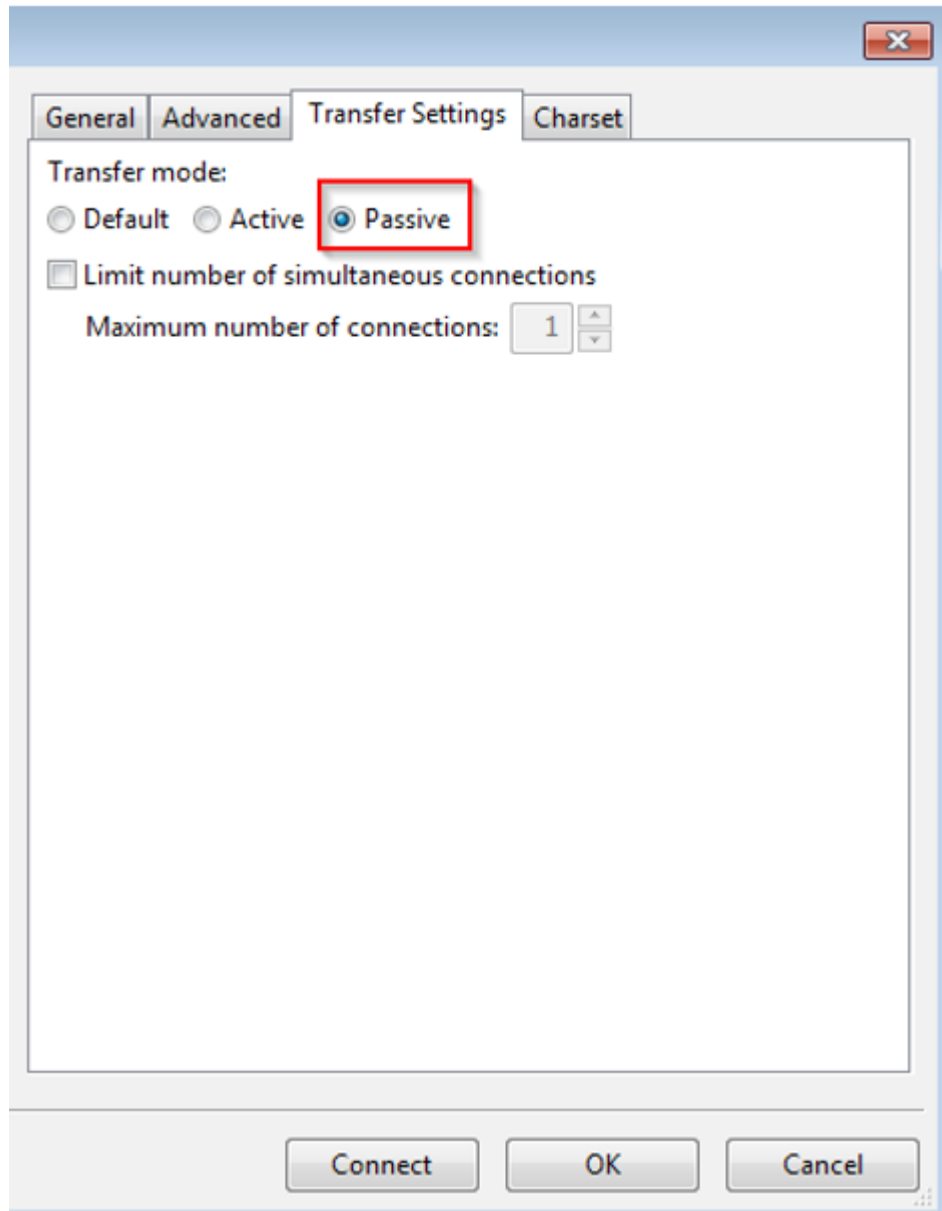 General Advanced Transfer Settings Charset
Transfer mode:
Default Active Passive
Limit number of simultaneous connections
Maximum number of connections: 1
Connect OK Cancel